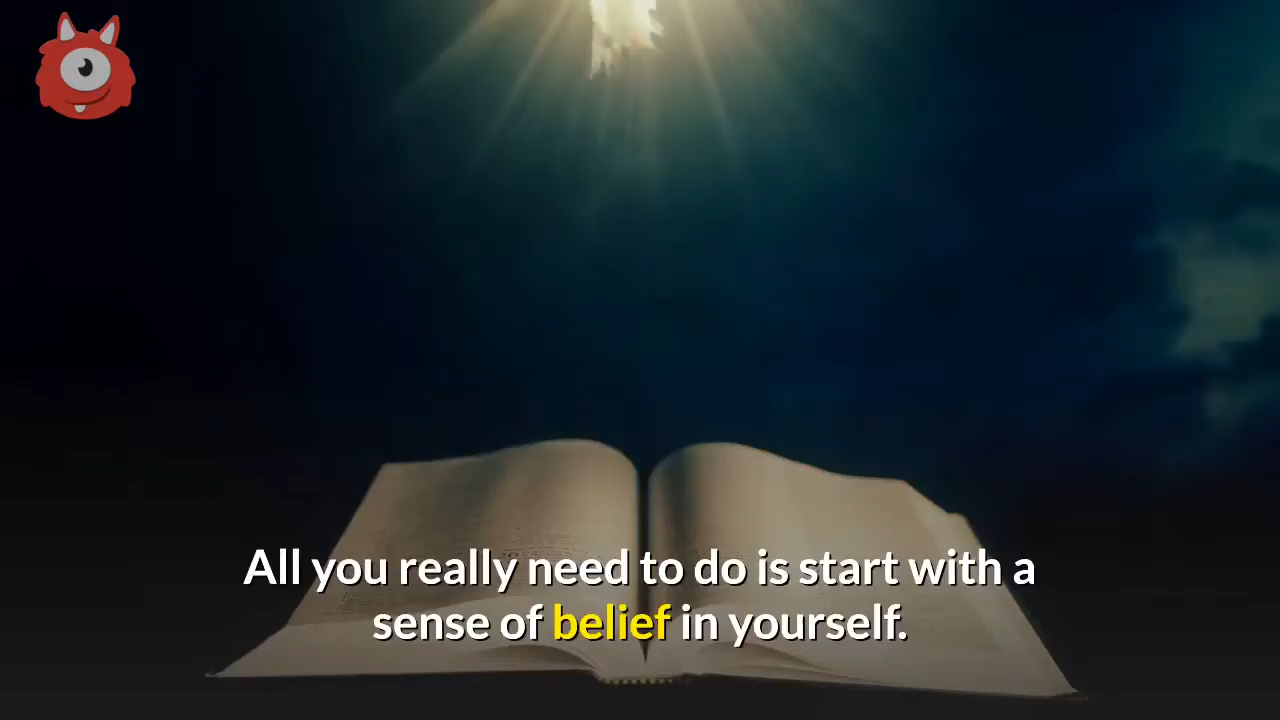 All you really need to do is start with a
sense of belief in yourself.